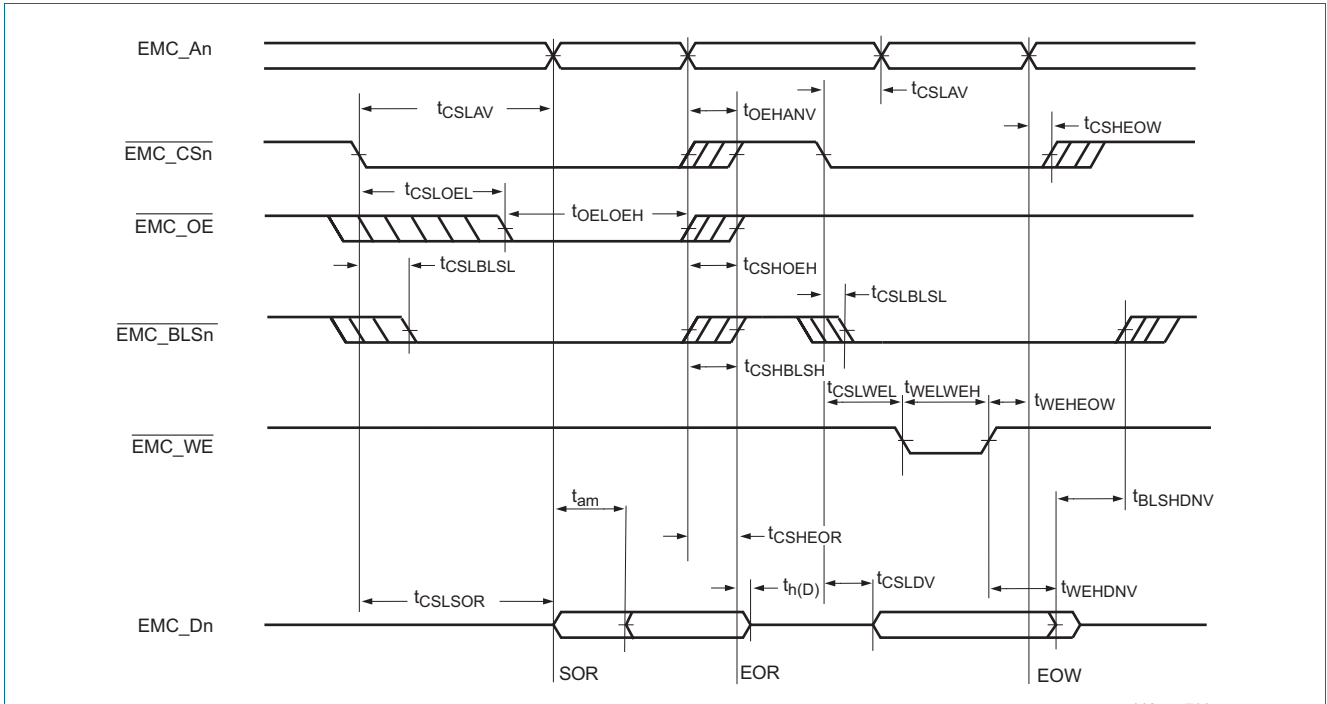 EMC_An
tCSLAV
tOEHANV
tCSLAV
tCSHEOW
EMC_CSn
tCSLOEL
tOELOEH
EMC_OE
tCSLBLSL
tCSHOEH
tCSLBLSL
EMC_BLSn
tCSHBLSH
tCSLWEL
tWELWEH
tWEHEOW
EMC_WE
tam
tCSHEOR
tBLSHDNV
tCSLSOR
th(D)
tCSLDV
tWEHDNV
EMC_Dn
SOR
EOR
EOW